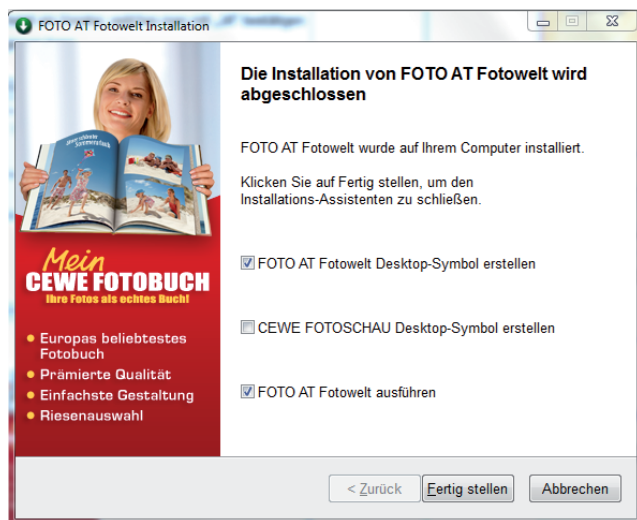 FOTO AT Fotowelt Installation
Die Installation von FOTO AT Fotowelt wird
abgeschlossen
FOTO AT Fotowelt wurde auf Ihrem Computer installiert.
Klicken Sie auf Fertig stellen, um den
Installations-Assistenten zu schließen.
FOTO AT Fotowelt Desktop-Symbol erstellen
CEWE FOTOSCHAU Desktop-Symbol erstellen
FOTO AT Fotowelt ausführen
Mein
CEWE FOTOBUCH
Ihre Fotos als echtes Buch!
Europas beliebtestes
Fotobuch
Prämierte Qualität
Einfachste Gestaltung
Riesenauswahl
< Zurück
Fertig stellen
Abbrechen